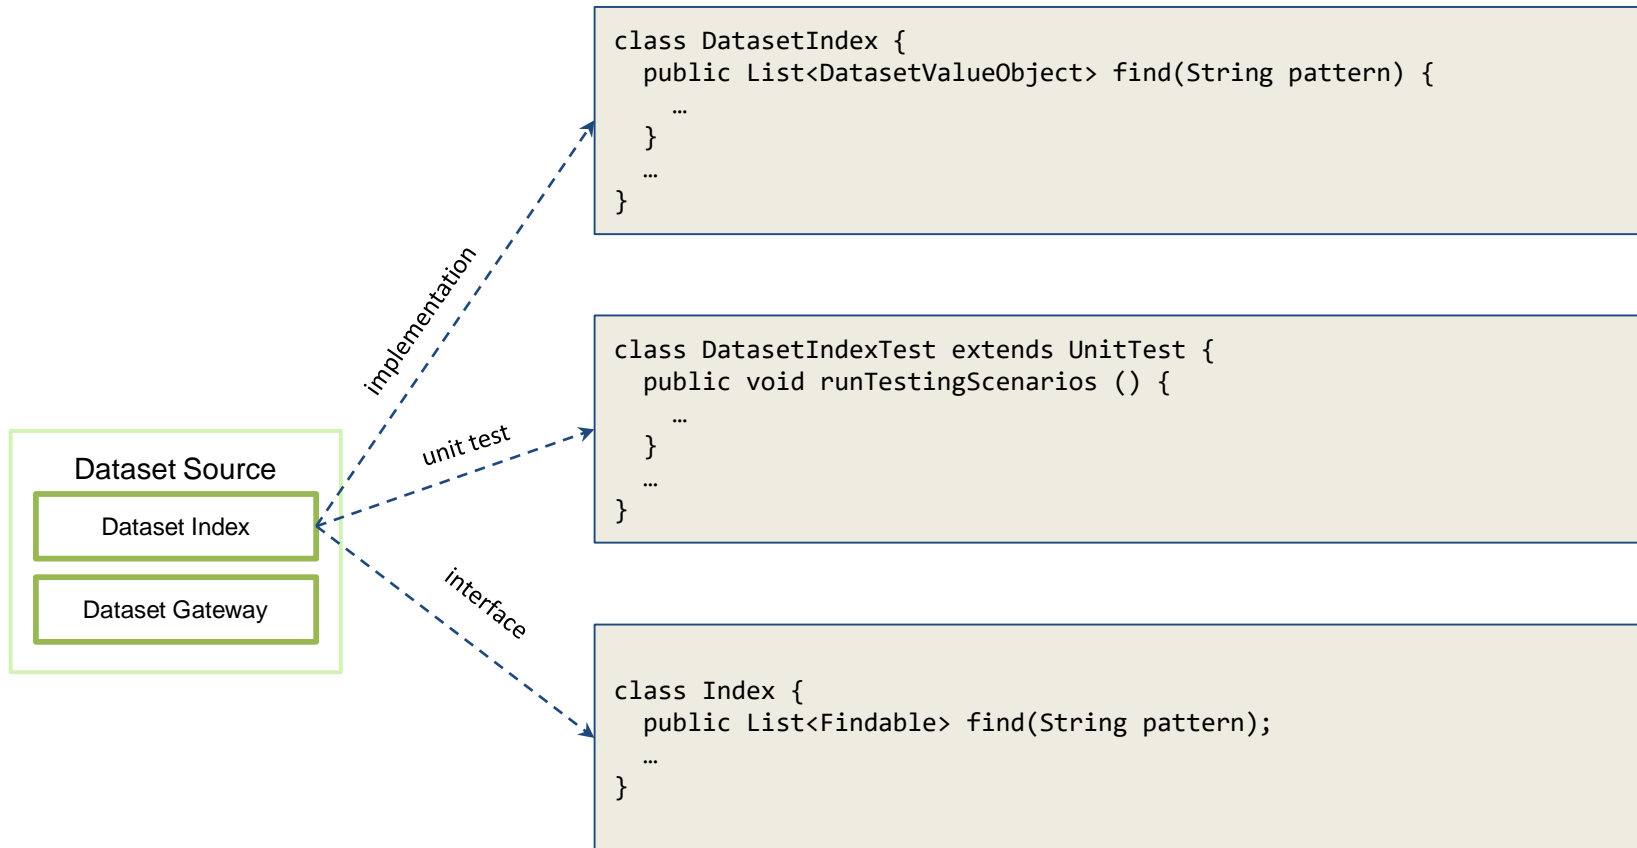 class DatasetIndex {
  public List<DatasetValueObject> find(String pattern) {
    …
  }
  …
}
implementation
class DatasetIndexTest extends UnitTest {
  public void runTestingScenarios () {
    …
  }
  …
}
unit test
Dataset Source
Dataset Index
Dataset Gateway
interface
class Index {
  public List<Findable> find(String pattern);
  …
}